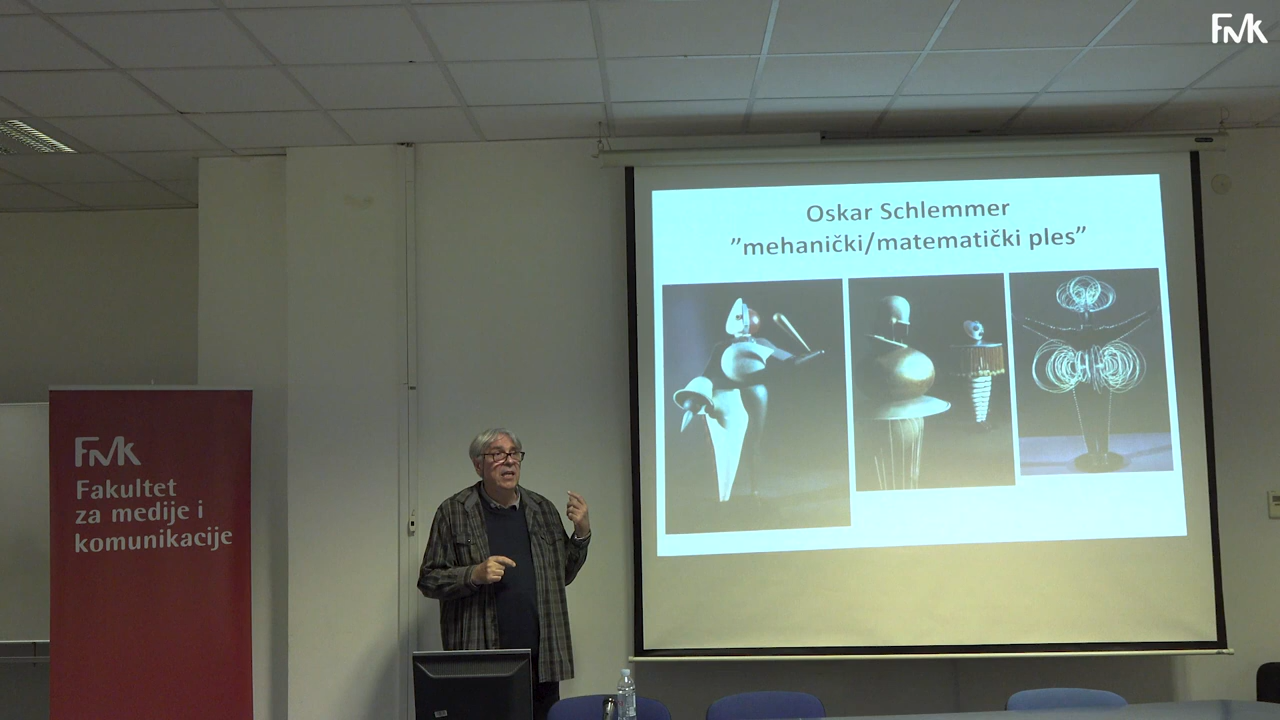 FMK
Oskar Schlemmer
”mehanički/matematički ples”
FMK
Fakultet
za medije i
komunikacije